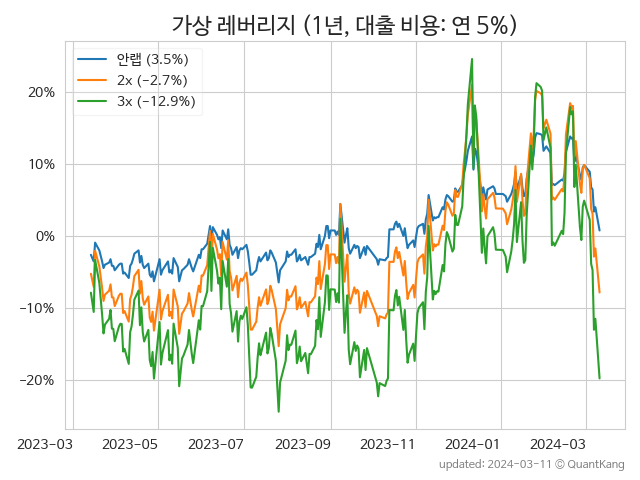 가상 레버리지 (1년, 대출 비용: 연 5%)
안랩 (3.5%)
2x (−2.7%)
3x (−12.9%)
20%
10%
0%
−10%
−20%
2023-03 2023-05 2023-07 2023-09 2023-11 2024-01 2024-03
updated: 2024-03-11 © QuantKang